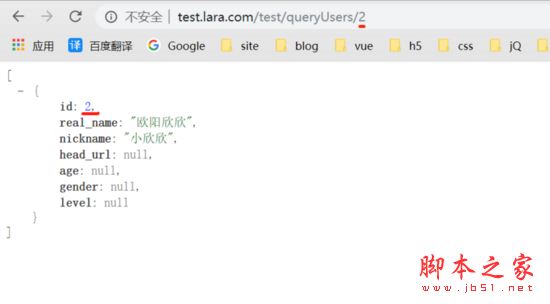 不安全 | test.lara.com/test/queryUsers/2
应用 译 百度翻译 G Google site blog vue h5 css jQ
[
- {
id: 2,
real_name: "欧阳欣欣",
nickname: "小欣欣",
head_url: null,
age: null,
gender: null,
level: null
}
]
脚本之家
www.jb51.net